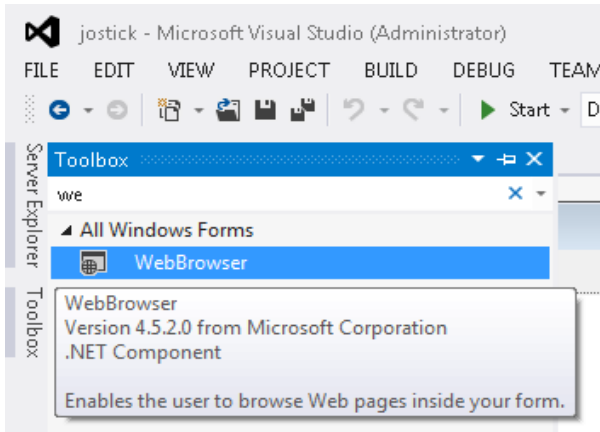 jostick - Microsoft Visual Studio (Administrator)
FILE EDIT VIEW PROJECT BUILD DEBUG TEAM
Start D
Server Explorer
Toolbox
Toolbox
we
All Windows Forms
WebBrowser
WebBrowser
Version 4.5.2.0 from Microsoft Corporation
.NET Component
Enables the user to browse Web pages inside your form.